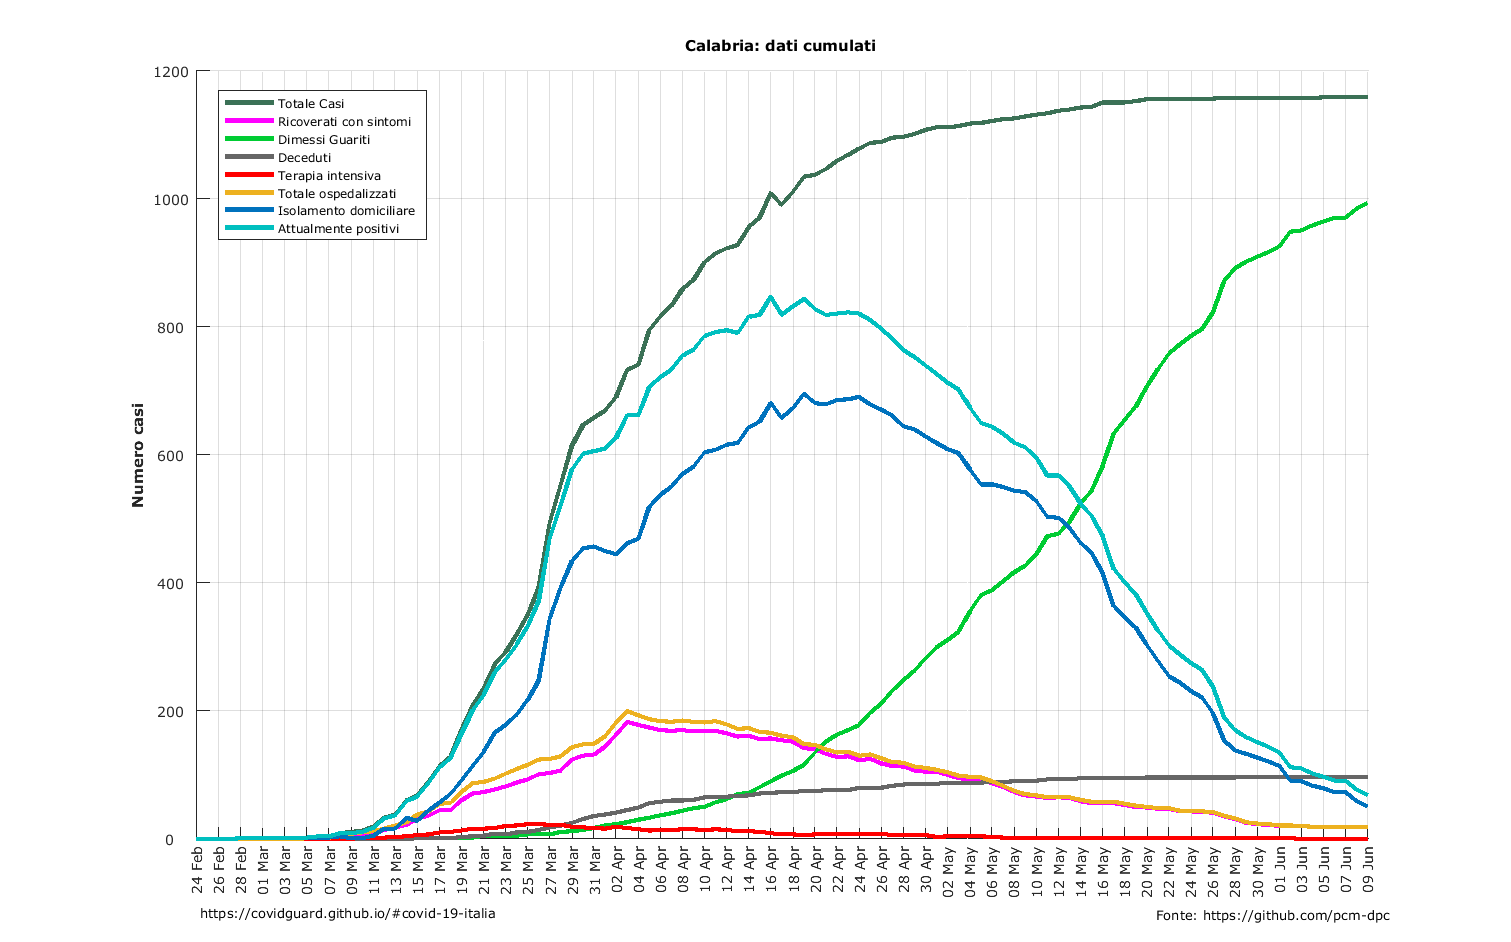 Calabria: dati cumulati
1200
1000
800
600
400
200
0
Numero casi
Totale Casi
Ricoverati con sintomi
Dimessi Guariti
Deceduti
Terapia intensiva
Totale ospedalizzati
Isolamento domiciliare
Attualmente positivi
24 Feb
26 Feb
28 Feb
01 Mar
03 Mar
05 Mar
07 Mar
09 Mar
11 Mar
13 Mar
15 Mar
17 Mar
19 Mar
21 Mar
23 Mar
25 Mar
27 Mar
29 Mar
31 Mar
02 Apr
04 Apr
06 Apr
08 Apr
10 Apr
12 Apr
14 Apr
16 Apr
18 Apr
20 Apr
22 Apr
24 Apr
26 Apr
28 Apr
30 Apr
02 May
04 May
06 May
08 May
10 May
12 May
14 May
16 May
18 May
20 May
22 May
24 May
26 May
28 May
30 May
01 Jun
03 Jun
05 Jun
07 Jun
09 Jun
https://covidguard.github.io/#covid-19-italia
Fonte: https://github.com/pcm-dpc